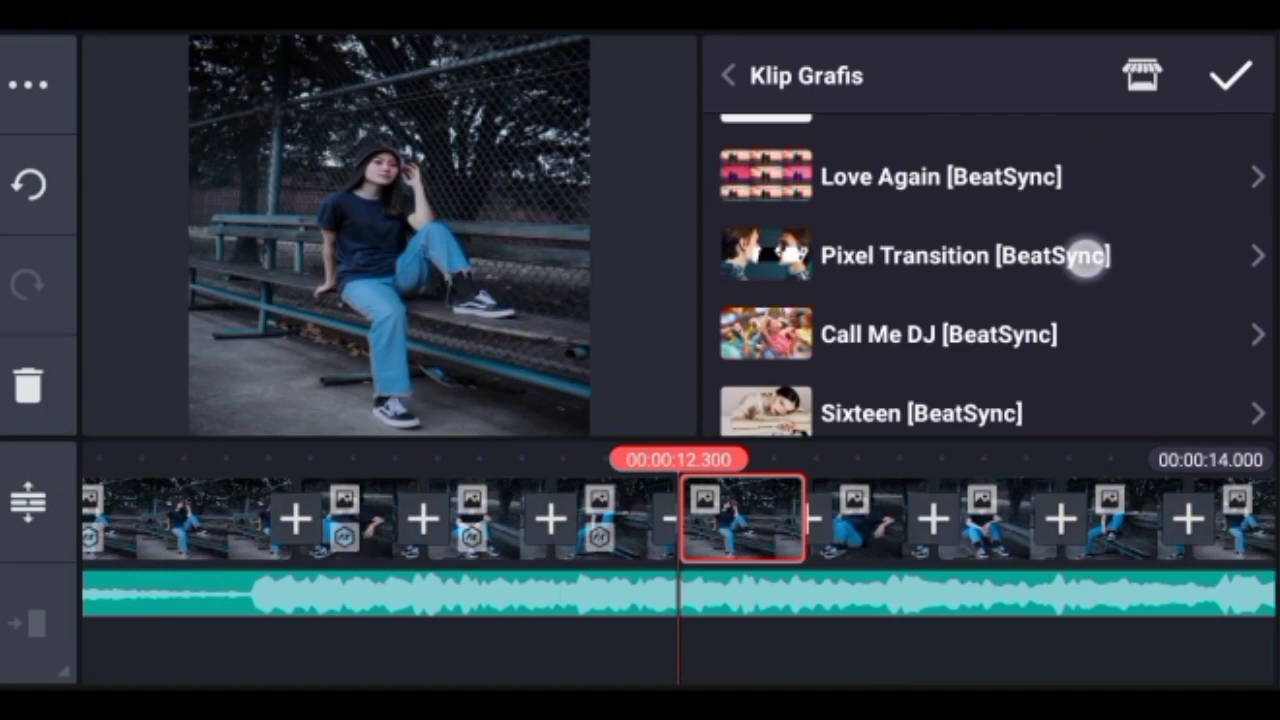 Klip Grafis
Love Again [BeatSync]
Pixel Transition [BeatSync]
Call Me DJ [BeatSync]
Sixteen [BeatSync]
00:00:12.300
00:00:14.000